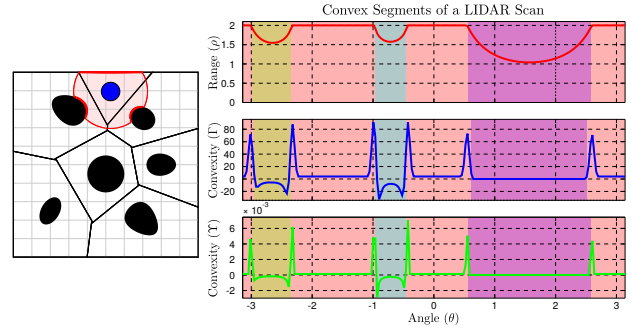 Convex Segments of a LIDAR Scan
2
1.5
1
0.5
0
Range (ρ)
80
60
40
20
0
-20
Convexity (Γ)
× 10⁻³
6
4
2
0
-2
Convexity (Υ)
-3 -2 -1 0 1 2 3
Angle (θ)